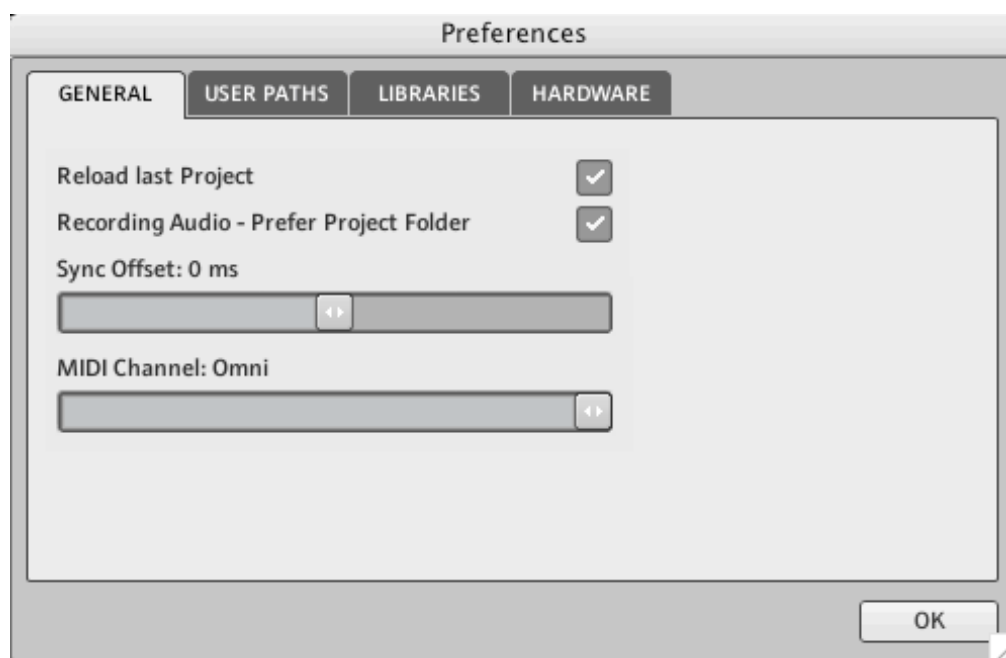 Preferences
GENERAL USER PATHS LIBRARIES HARDWARE
Reload last Project
Recording Audio - Prefer Project Folder
Sync Offset: 0 ms
MIDI Channel: Omni
OK